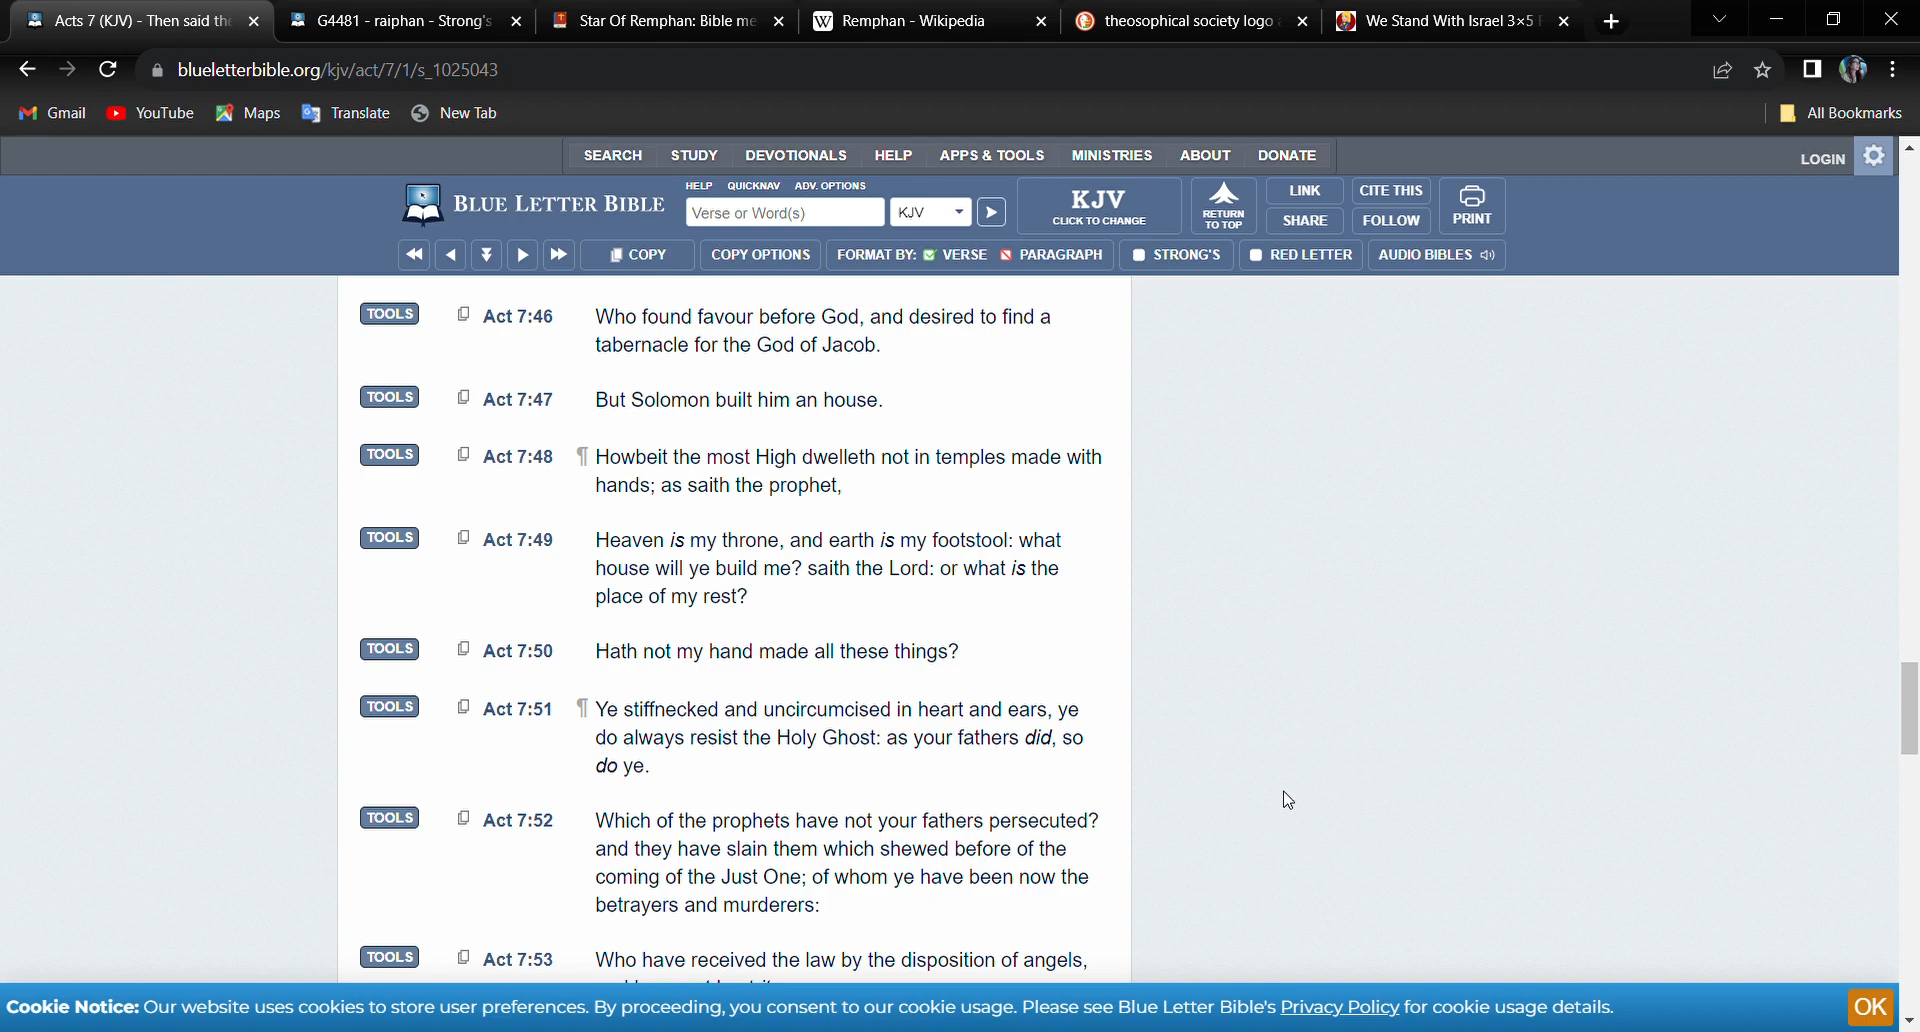 Acts 7 (KJV) - Then said the
G4481 - raiphan - Strong's
Star Of Remphan: Bible me
Remphan - Wikipedia
theosophical society logo
We Stand With Israel 3×5 F
blueletterbible.org/kjv/act/7/1/s_1025043
Gmail YouTube Maps Translate New Tab All Bookmarks
SEARCH STUDY DEVOTIONALS HELP APPS & TOOLS MINISTRIES ABOUT DONATE LOGIN
BLUE LETTER BIBLE
HELP QUICKNAV ADV. OPTIONS
Verse or Word(s) KJV
KJV
CLICK TO CHANGE
RETURN
TO TOP
LINK CITE THIS
SHARE FOLLOW
PRINT
COPY COPY OPTIONS FORMAT BY: VERSE PARAGRAPH STRONG'S RED LETTER AUDIO BIBLES
TOOLS Act 7:46 Who found favour before God, and desired to find a
tabernacle for the God of Jacob.
TOOLS Act 7:47 But Solomon built him an house.
TOOLS Act 7:48 ¶ Howbeit the most High dwelleth not in temples made with
hands; as saith the prophet,
TOOLS Act 7:49 Heaven is my throne, and earth is my footstool: what
house will ye build me? saith the Lord: or what is the
place of my rest?
TOOLS Act 7:50 Hath not my hand made all these things?
TOOLS Act 7:51 ¶ Ye stiffnecked and uncircumcised in heart and ears, ye
do always resist the Holy Ghost: as your fathers did, so
do ye.
TOOLS Act 7:52 Which of the prophets have not your fathers persecuted?
and they have slain them which shewed before of the
coming of the Just One; of whom ye have been now the
betrayers and murderers:
TOOLS Act 7:53 Who have received the law by the disposition of angels,
Cookie Notice: Our website uses cookies to store user preferences. By proceeding, you consent to our cookie usage. Please see Blue Letter Bible's Privacy Policy for cookie usage details. OK